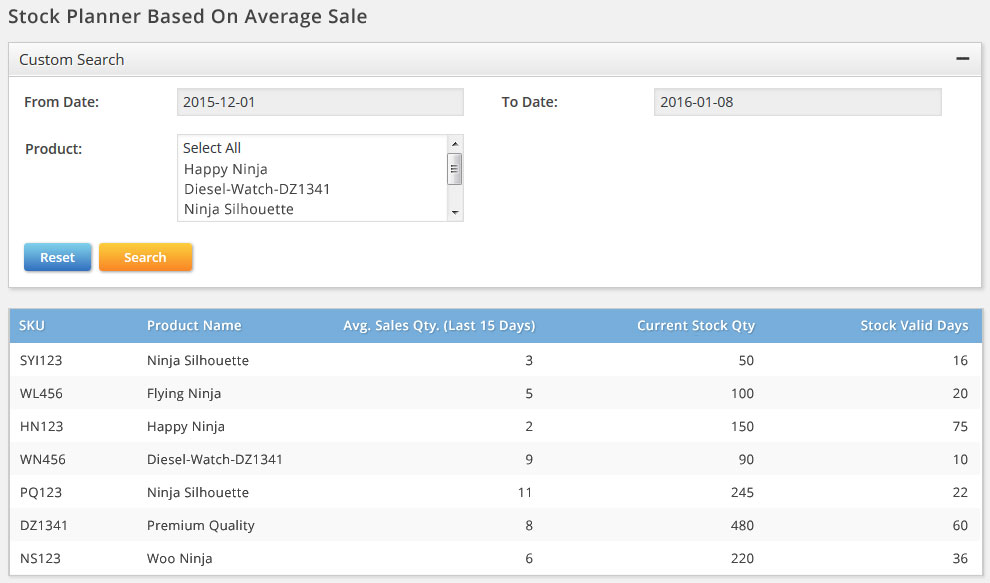 Stock Planner Based On Average Sale
Custom Search
From Date: 2015-12-01 To Date: 2016-01-08
Product: Select All
Happy Ninja
Diesel-Watch-DZ1341
Ninja Silhouette
Reset Search
SKU Product Name Avg. Sales Qty. (Last 15 Days) Current Stock Qty Stock Valid Days
SYI123 Ninja Silhouette 3 50 16
WL456 Flying Ninja 5 100 20
HN123 Happy Ninja 2 150 75
WN456 Diesel-Watch-DZ1341 9 90 10
PQ123 Ninja Silhouette 11 245 22
DZ1341 Premium Quality 8 480 60
NS123 Woo Ninja 6 220 36